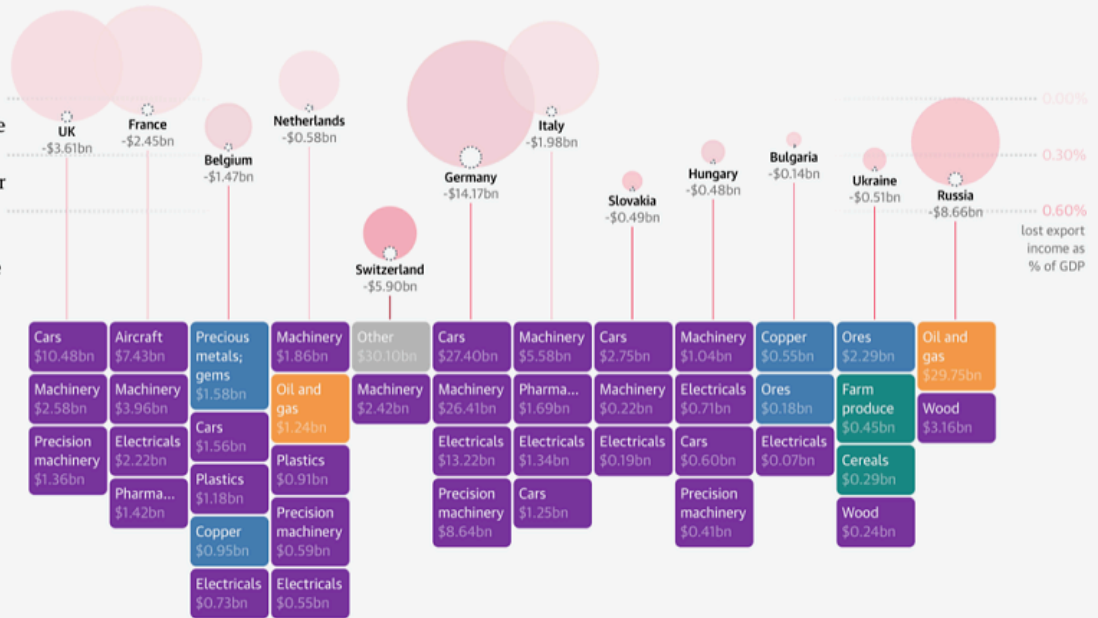 UK
-$3.61bn
France
-$2.45bn
Belgium
-$1.47bn
Netherlands
-$0.58bn
Switzerland
-$5.90bn
Germany
-$14.17bn
Italy
-$1.98bn
Slovakia
-$0.49bn
Hungary
-$0.48bn
Bulgaria
-$0.14bn
Ukraine
-$0.51bn
Russia
-$8.66bn
0.00%
0.30%
0.60%
lost export
income as
% of GDP
Cars
$10.48bn
Machinery
$2.58bn
Precision
machinery
$1.36bn
Aircraft
$7.43bn
Machinery
$3.96bn
Electricals
$2.22bn
Pharma...
$1.42bn
Precious
metals;
gems
$1.58bn
Cars
$1.56bn
Plastics
$1.18bn
Copper
$0.95bn
Electricals
$0.73bn
Machinery
$1.86bn
Oil and
gas
$1.24bn
Plastics
$0.91bn
Precision
machinery
$0.59bn
Electricals
$0.55bn
Other
$30.10bn
Machinery
$2.42bn
Cars
$27.40bn
Machinery
$26.41bn
Electricals
$13.22bn
Precision
machinery
$8.64bn
Machinery
$5.58bn
Pharma...
$1.69bn
Electricals
$1.34bn
Cars
$1.25bn
Cars
$2.75bn
Machinery
$0.22bn
Electricals
$0.19bn
Machinery
$1.04bn
Electricals
$0.71bn
Cars
$0.60bn
Precision
machinery
$0.41bn
Copper
$0.55bn
Ores
$0.18bn
Electricals
$0.07bn
Ores
$2.29bn
Farm
produce
$0.45bn
Cereals
$0.29bn
Wood
$0.24bn
Oil and
gas
$29.75bn
Wood
$3.16bn